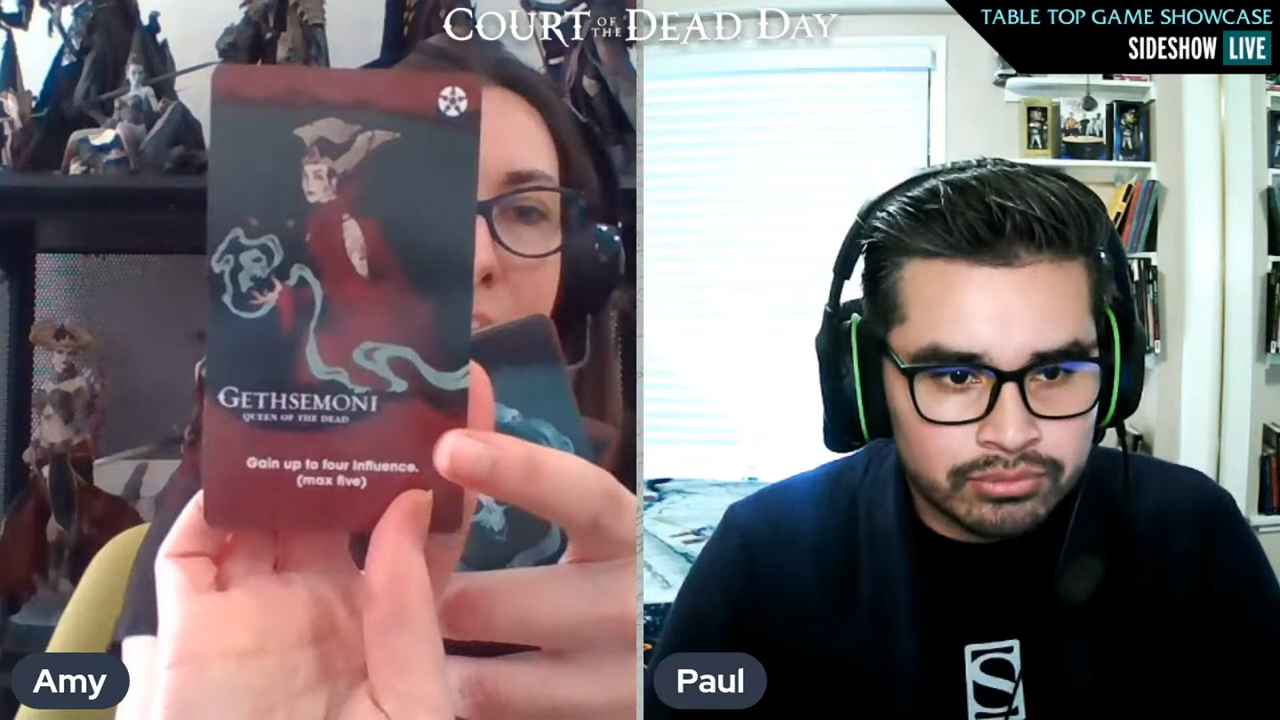 COURT OF THE DEAD DAY
TABLE TOP GAME SHOWCASE
SIDESHOW LIVE
GETHSEMONI
QUEEN OF THE DEAD
Gain up to four Influence.
(max five)
Amy
Paul
S